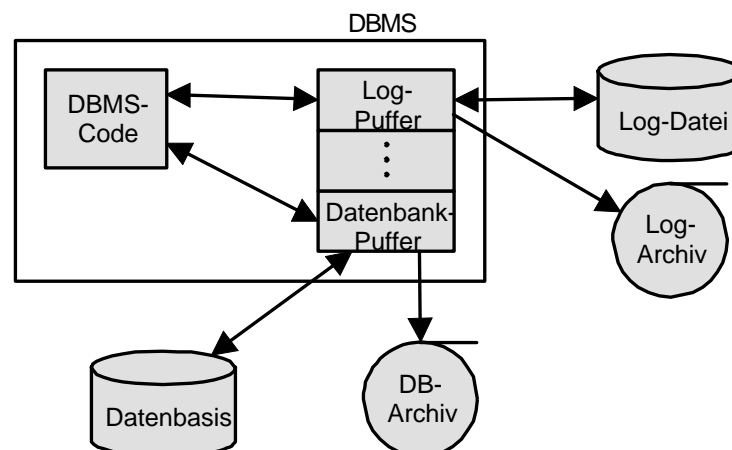 DBMS
DBMS-
Code
Log-
Puffer
Datenbank-
Puffer
Log-Datei
Log-
Archiv
Datenbasis
DB-
Archiv